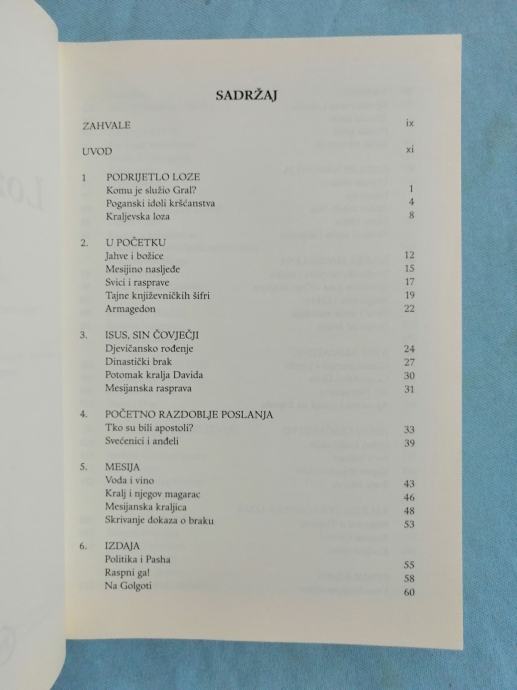 SADRŽAJ
ZAHVALE ix
UVOD xi
1 PODRIJETLO LOZE
Komu je služio Gral? 1
Poganski idoli kršćanstva 4
Kraljevska loza 8
2. U POČETKU
Jahve i božice 12
Mesijino nasljeđe 15
Svici i rasprave 17
Tajne književničkih šifri 19
Armagedon 22
3. ISUS, SIN ČOVJEČJI
Djevičansko rođenje 24
Dinastički brak 27
Potomak kralja Davida 30
Mesijanska rasprava 31
4. POČETNO RAZDOBLJE POSLANJA
Tko su bili apostoli? 33
Svećenici i anđeli 39
5. MESIJA
Voda i vino 43
Kralj i njegov magarac 46
Mesijanska kraljica 48
Skrivanje dokaza o braku 53
6. IZDAJA
Politika i Pasha 55
Raspni ga! 58
Na Golgoti 60